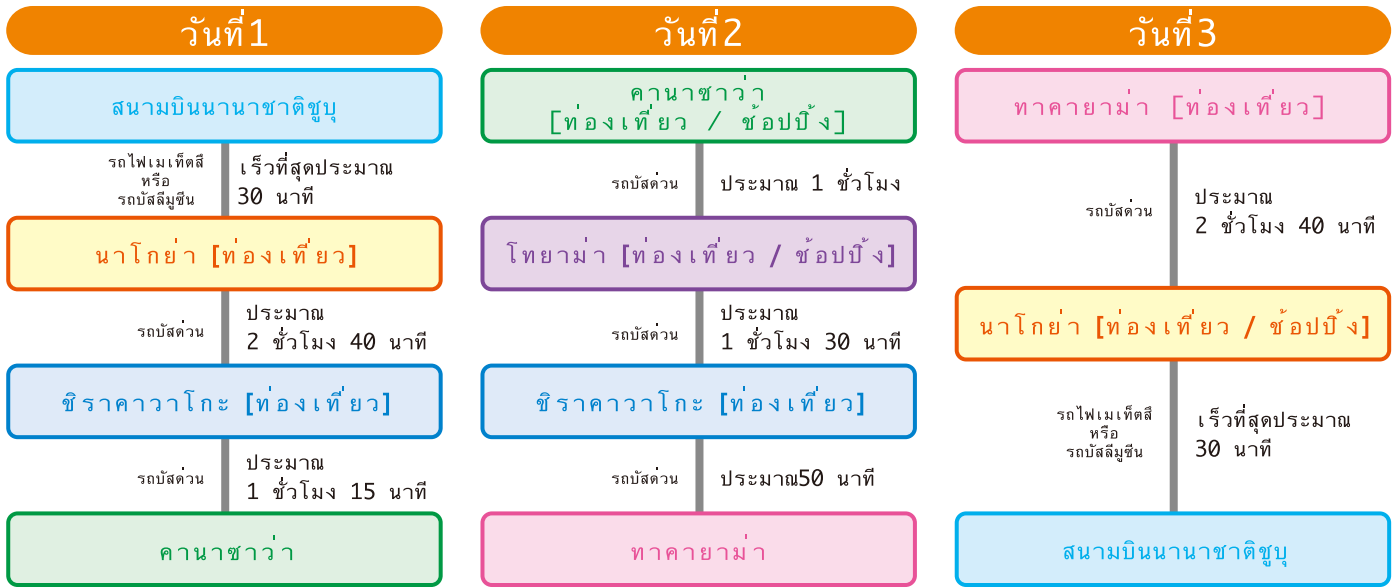 วันที่1
สนามบินนานาชาติชูบุ
รถไฟเมเท็ตสึ
หรือ
รถบัสลีมูซีน
เร็วที่สุดประมาณ
30 นาที
นาโกย่า [ท่องเที่ยว]
รถบัสด่วน
ประมาณ
2 ชั่วโมง 40 นาที
ชิราคาวาโกะ [ท่องเที่ยว]
รถบัสด่วน
ประมาณ
1 ชั่วโมง 15 นาที
คานาซาว่า
วันที่2
คานาซาว่า
[ท่องเที่ยว / ช้อปปิ้ง]
รถบัสด่วน
ประมาณ 1 ชั่วโมง
โทยาม่า [ท่องเที่ยว / ช้อปปิ้ง]
รถบัสด่วน
ประมาณ
1 ชั่วโมง 30 นาที
ชิราคาวาโกะ [ท่องเที่ยว]
รถบัสด่วน
ประมาณ50 นาที
ทาคายาม่า
วันที่3
ทาคายาม่า [ท่องเที่ยว]
รถบัสด่วน
ประมาณ
2 ชั่วโมง 40 นาที
นาโกย่า [ท่องเที่ยว / ช้อปปิ้ง]
รถไฟเมเท็ตสึ
หรือ
รถบัสลีมูซีน
เร็วที่สุดประมาณ
30 นาที
สนามบินนานาชาติชูบุ